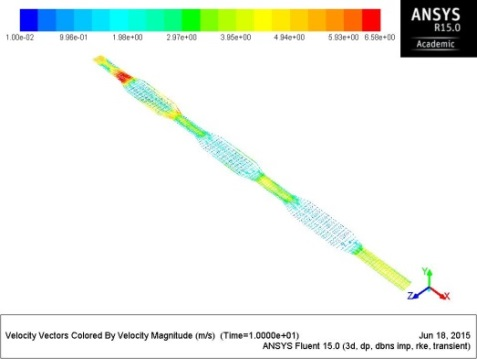 ANSYS
R15.0
Academic
1.00e-02 9.98e-01 1.98e+00 2.97e+00 3.95e+00 4.94e+00 5.93e+00 6.58e+00
Y
Z X
Velocity Vectors Colored By Velocity Magnitude (m/s) (Time=1.0000e+01) Jun 18, 2015
ANSYS Fluent 15.0 (3d, dp, dbns imp, rke, transient)